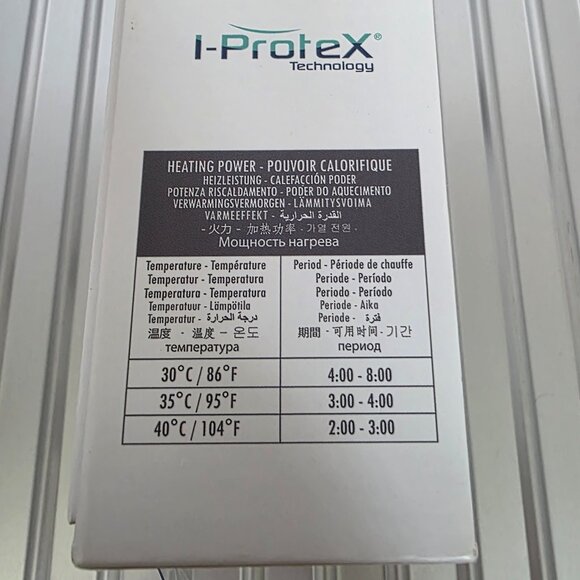 I-ProteX®
Technology
HEATING POWER - POUVOIR CALORIFIQUE
HEIZLEISTUNG - CALEFACCIÓN PODER
POTENZA RISCALDAMENTO - PODER DO AQUECIMENTO
VERWARMINGSVERMORGEN - LÄMMITYSVOIMA
VARMEEFFEKT - القدرة الحرارية -
- 火力 - 加热功率 - 가열 전원 -
Мощность нагрева
Temperature - Température
Temperatur - Temperatura
Temperatura - Temperatura
Temperatuur - Lämpötila
Temperatur - درجة الحرارة -
温度 - 温度 - 온도
температура
Period - Période de chauffe
Periode - Período
Periodo - Período
Periode - Aika
Periode - فترة -
期間 - 可用时间 - 기간
период
30°C / 86°F 4:00 - 8:00
35°C / 95°F 3:00 - 4:00
40°C / 104°F 2:00 - 3:00